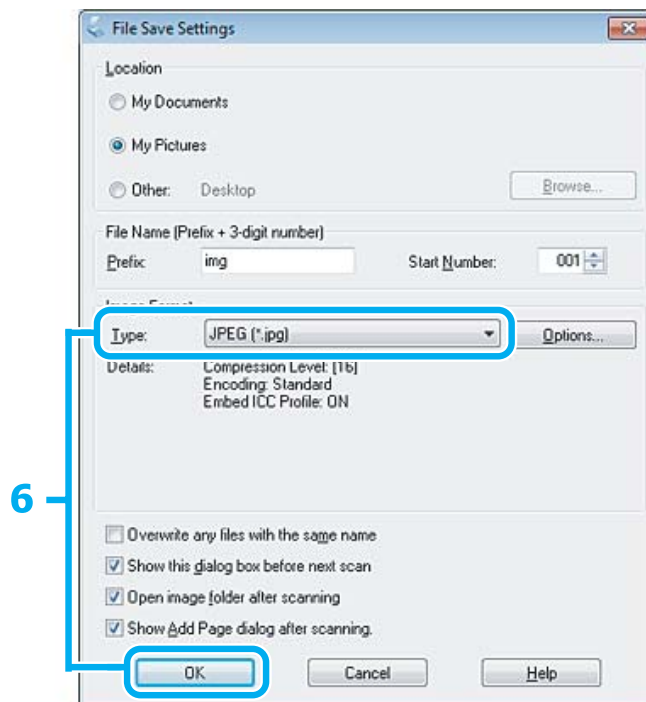 File Save Settings
Location
My Documents
My Pictures
Other: Desktop Browse...
File Name (Prefix + 3-digit number)
Prefix: img Start Number: 001
Image Format
Type: JPEG (*.jpg) Options...
Details: Compression Level: [16]
Encoding: Standard
Embed ICC Profile: ON
6
Overwrite any files with the same name
Show this dialog box before next scan
Open image folder after scanning
Show Add Page dialog after scanning.
OK Cancel Help